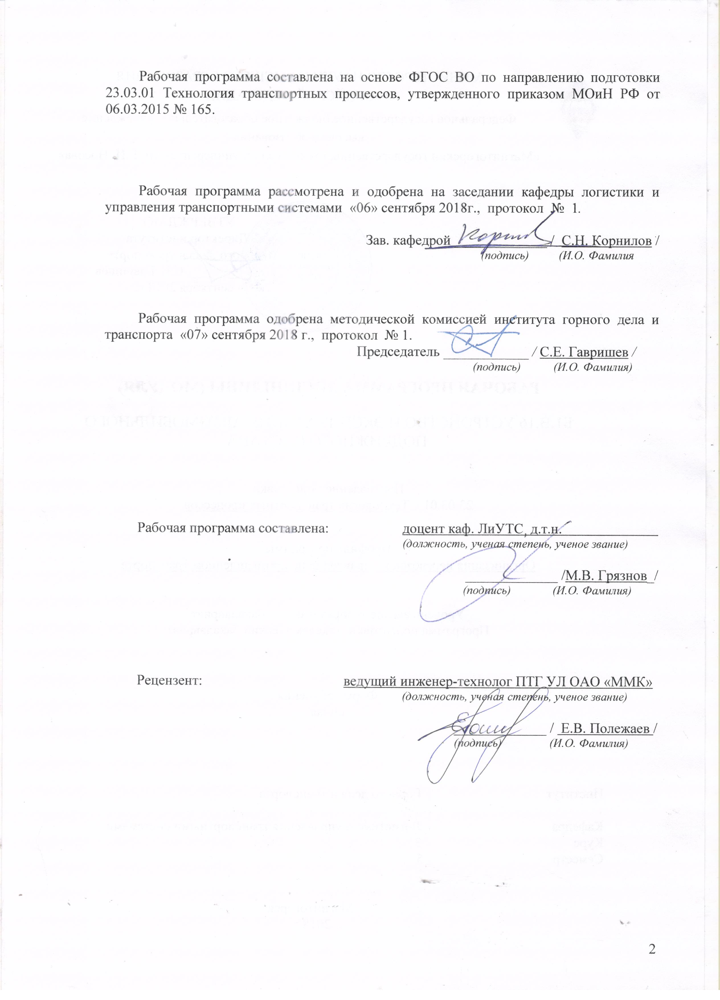 Рабочая программа составлена на основе ФГОС ВО по направлению подготовки
23.03.01 Технология транспортных процессов, утвержденного приказом МОиН РФ от
06.03.2015 № 165.
Рабочая программа рассмотрена и одобрена на заседании кафедры логистики и
управления транспортными системами «06» сентября 2018г., протокол № 1.
Зав. кафедрой / С.Н. Корнилов /
(подпись) (И.О. Фамилия
Рабочая программа одобрена методической комиссией института горного дела и
транспорта «07» сентября 2018 г., протокол № 1.
Председатель / С.Е. Гавришев /
(подпись) (И.О. Фамилия)
Рабочая программа составлена: доцент каф. ЛиУТС, д.т.н.
(должность, ученая степень, ученое звание)
/М.В. Грязнов /
(подпись) (И.О. Фамилия)
Рецензент: ведущий инженер-технолог ПТГ УЛ ОАО «ММК»
(должность, ученая степень, ученое звание)
/ Е.В. Полежаев /
(подпись) (И.О. Фамилия)
2